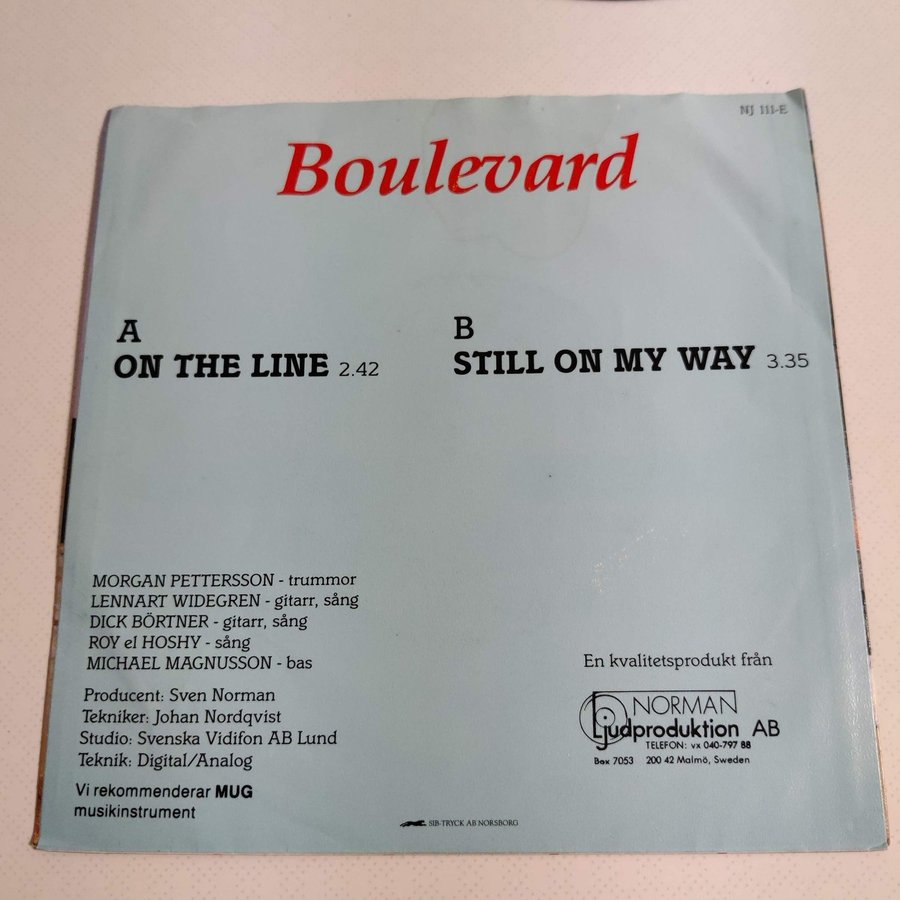 NJ 111-E
Boulevard
A
ON THE LINE 2.42
B
STILL ON MY WAY 3.35
MORGAN PETTERSSON - trummor
LENNART WIDEGREN - gitarr, sång
DICK BÖRTNER - gitarr, sång
ROY el HOSHY - sång
MICHAEL MAGNUSSON - bas
Producent: Sven Norman
Tekniker: Johan Nordqvist
Studio: Svenska Vidifon AB Lund
Teknik: Digital/Analog
Vi rekommenderar MUG
musikinstrument
En kvalitetsprodukt från
NORMAN
Ljudproduktion AB
TELEFON: vx 040-797 88
Box 7053 200 42 Malmö, Sweden
SIB-TRYCK AB NORSBORG